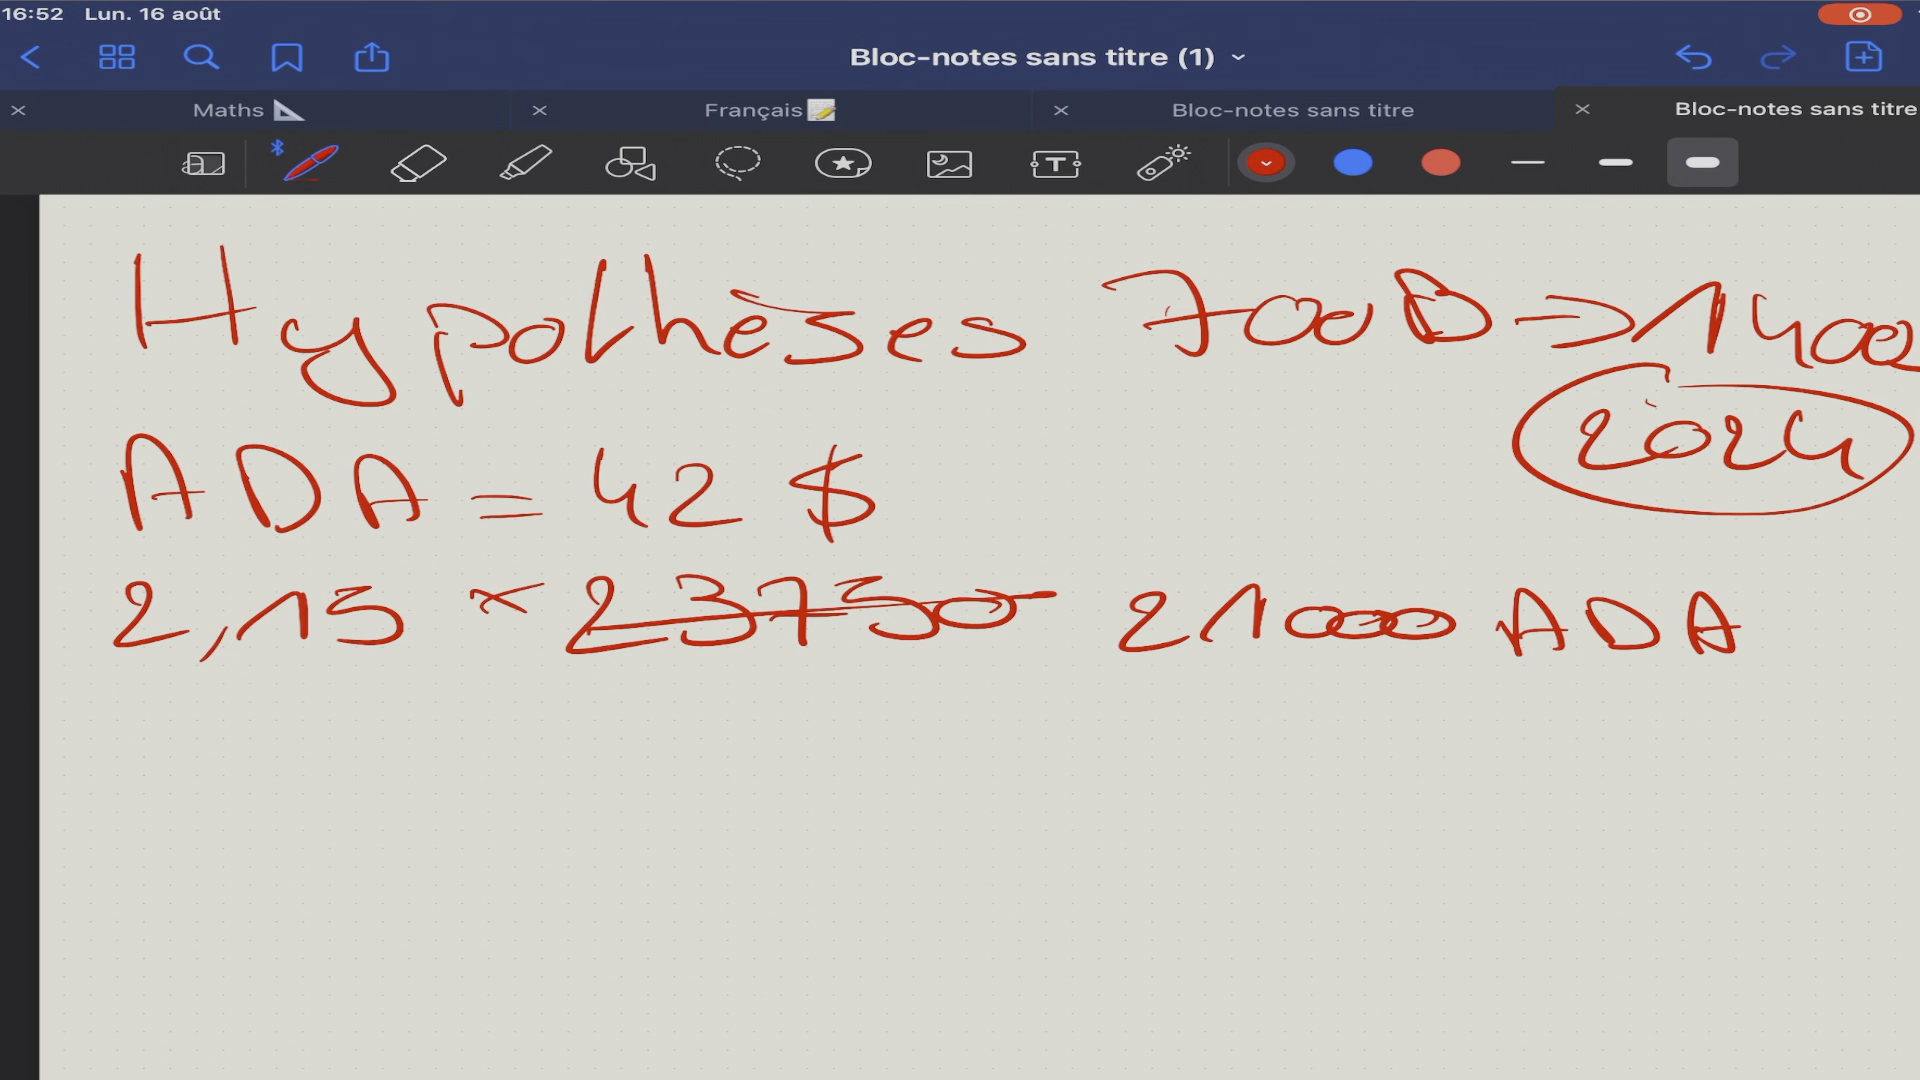 16:52 Lun. 16 août
Bloc-notes sans titre (1)
Maths Français Bloc-notes sans titre Bloc-notes sans titre
Hypothèses 700B => 1400
2024
ADA = 42 $
2,15 × 23750 21000 ADA